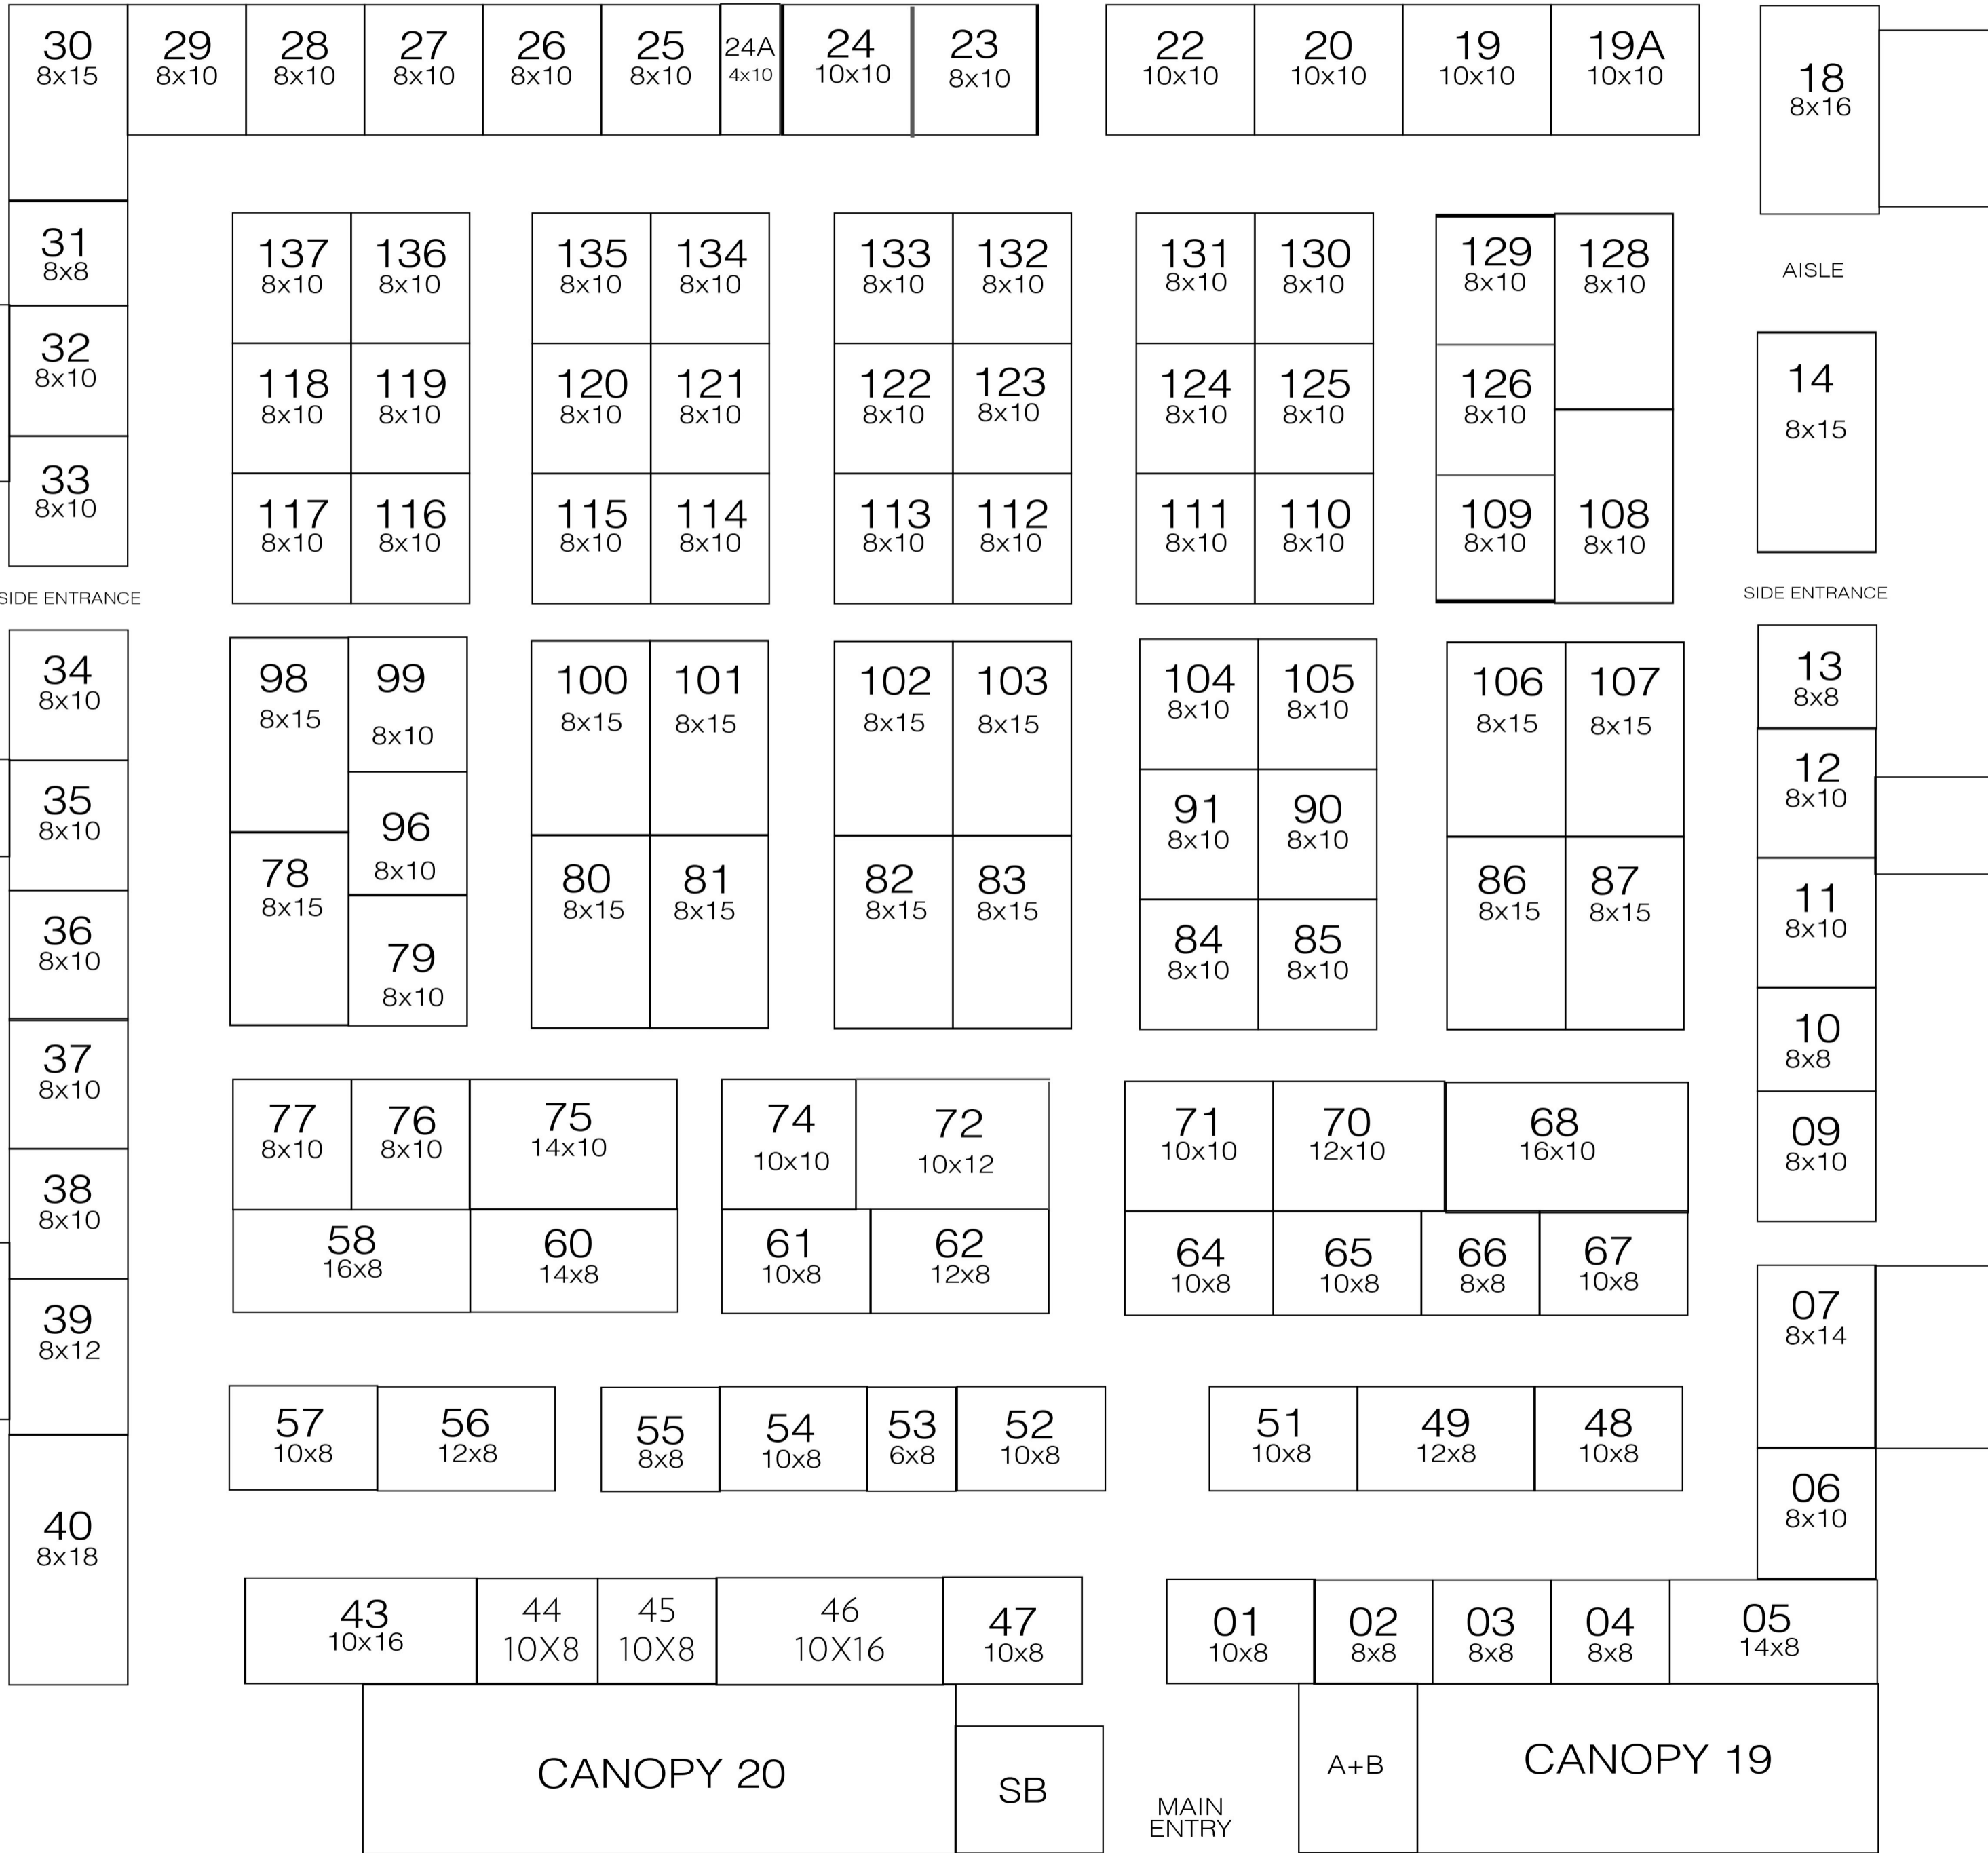 30
8x15
29
8x10
28
8x10
27
8x10
26
8x10
25
8x10
24A
4x10
24
10x10
23
8x10
22
10x10
20
10x10
19
10x10
19A
10x10
18
8x16
31
8x8
32
8x10
33
8x10
SIDE ENTRANCE
137
8x10
136
8x10
118
8x10
119
8x10
117
8x10
116
8x10
135
8x10
134
8x10
120
8x10
121
8x10
115
8x10
114
8x10
133
8x10
132
8x10
122
8x10
123
8x10
113
8x10
112
8x10
131
8x10
130
8x10
124
8x10
125
8x10
111
8x10
110
8x10
129
8x10
128
8x10
126
8x10
109
8x10
108
8x10
AISLE
14
8x15
SIDE ENTRANCE
34
8x10
35
8x10
36
8x10
37
8x10
38
8x10
39
8x12
40
8x18
98
8x15
99
8x10
96
8x10
78
8x15
79
8x10
100
8x15
101
8x15
80
8x15
81
8x15
102
8x15
103
8x15
82
8x15
83
8x15
104
8x10
105
8x10
91
8x10
90
8x10
84
8x10
85
8x10
106
8x15
107
8x15
86
8x15
87
8x15
13
8x8
12
8x10
11
8x10
10
8x8
09
8x10
07
8x14
06
8x10
77
8x10
76
8x10
75
14x10
58
16x8
60
14x8
74
10x10
72
10x12
61
10x8
62
12x8
71
10x10
70
12x10
68
16x10
64
10x8
65
10x8
66
8x8
67
10x8
57
10x8
56
12x8
55
8x8
54
10x8
53
6x8
52
10x8
51
10x8
49
12x8
48
10x8
43
10x16
44
10X8
45
10X8
46
10X16
47
10x8
01
10x8
02
8x8
03
8x8
04
8x8
05
14x8
CANOPY 20
SB
MAIN
ENTRY
A+B
CANOPY 19